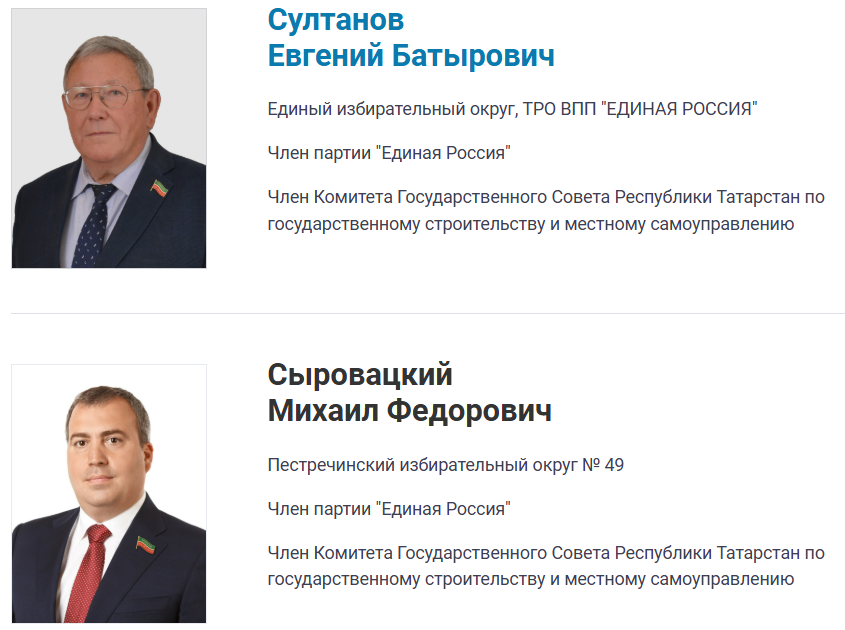 Султанов
Евгений Батырович
Единый избирательный округ, ТРО ВПП "ЕДИНАЯ РОССИЯ"
Член партии "Единая Россия"
Член Комитета Государственного Совета Республики Татарстан по
государственному строительству и местному самоуправлению
Сыровацкий
Михаил Федорович
Пестречинский избирательный округ № 49
Член партии "Единая Россия"
Член Комитета Государственного Совета Республики Татарстан по
государственному строительству и местному самоуправлению